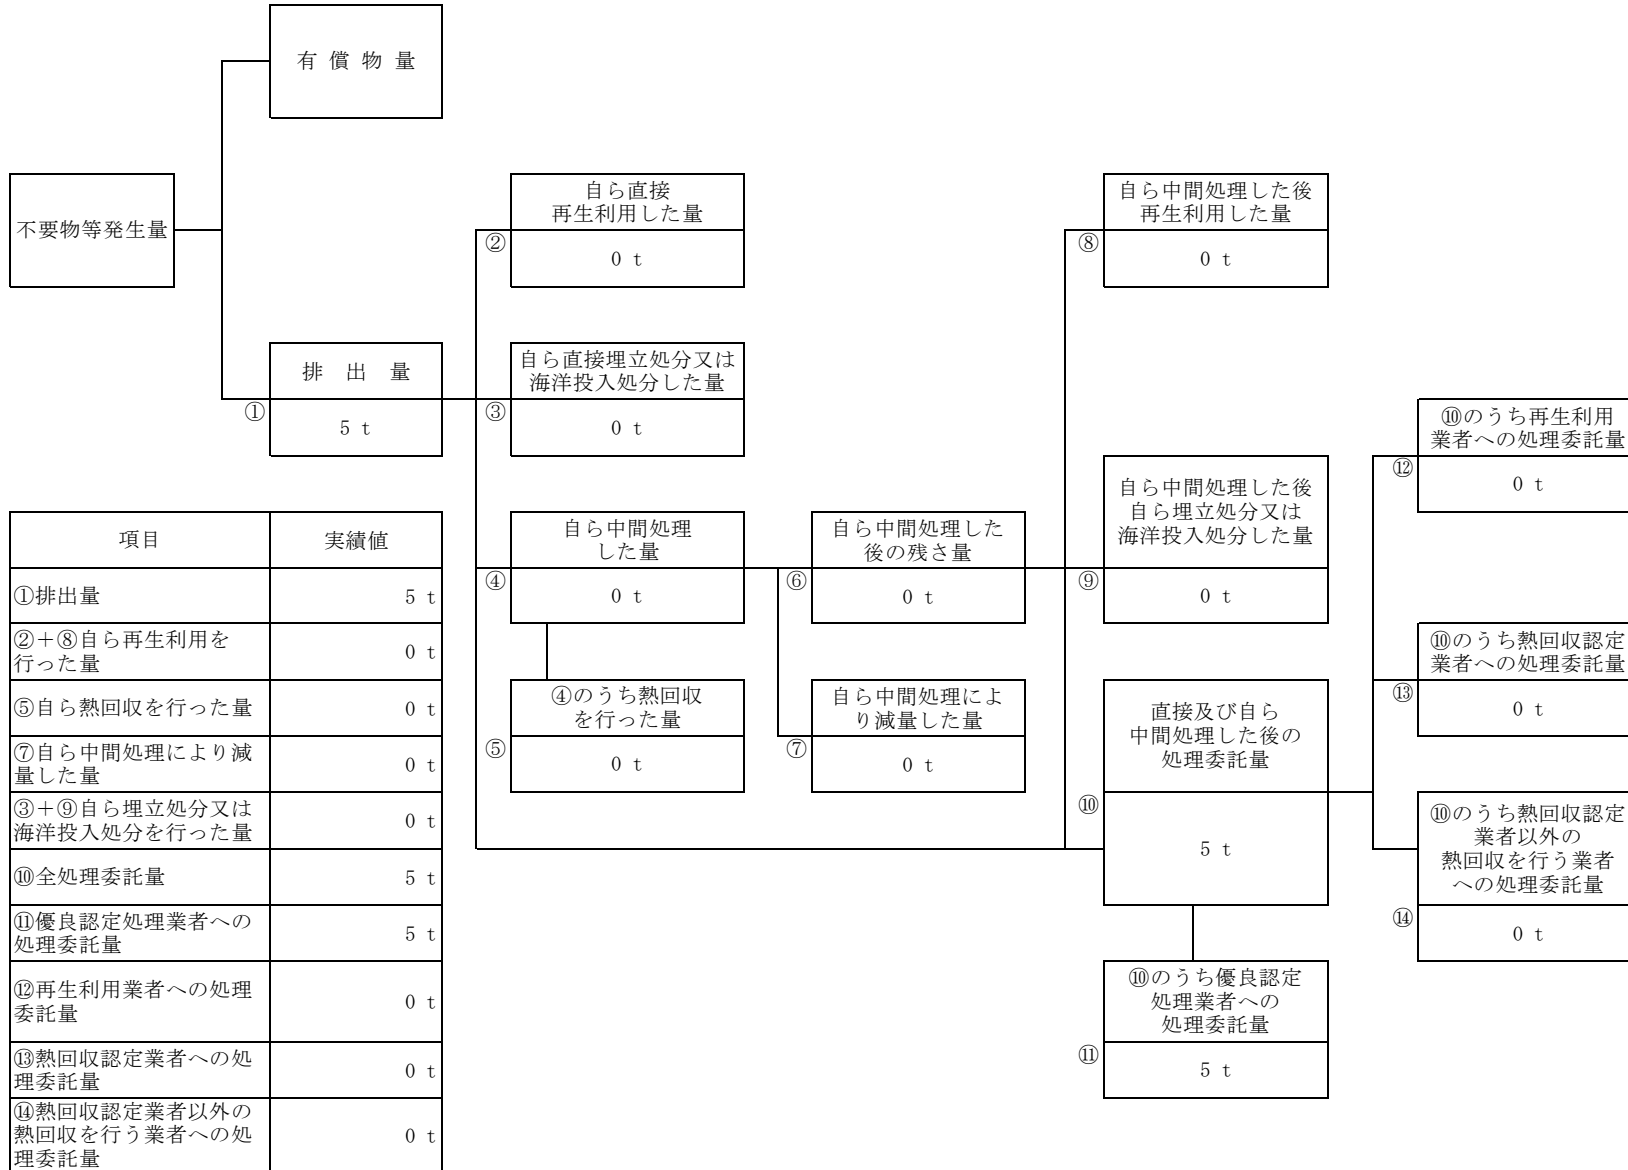 有 償 物 量
不要物等発生量
自ら直接
再生利用した量
②
0 t
自ら中間処理した後
再生利用した量
⑧
0 t
排 出 量
①
5 t
自ら直接埋立処分又は
海洋投入処分した量
③
0 t
⑩のうち再生利用
業者への処理委託量
⑫
0 t
自ら中間処理した後
自ら埋立処分又は
海洋投入処分した量
⑨
0 t
自ら中間処理
した量
④
0 t
自ら中間処理した
後の残さ量
⑥
0 t
⑩のうち熱回収認定
業者への処理委託量
⑬
0 t
④のうち熱回収
を行った量
⑤
0 t
自ら中間処理によ
り減量した量
⑦
0 t
直接及び自ら
中間処理した後の
処理委託量
⑩
5 t
⑩のうち熱回収認定
業者以外の
熱回収を行う業者
への処理委託量
⑭
0 t
⑩のうち優良認定
処理業者への
処理委託量
⑪
5 t
項目 実績値
①排出量 5 t
②+⑧自ら再生利用を
行った量 0 t
⑤自ら熱回収を行った量 0 t
⑦自ら中間処理により減
量した量 0 t
③+⑨自ら埋立処分又は
海洋投入処分を行った量 0 t
⑩全処理委託量 5 t
⑪優良認定処理業者への
処理委託量 5 t
⑫再生利用業者への処理
委託量 0 t
⑬熱回収認定業者への処
理委託量 0 t
⑭熱回収認定業者以外の
熱回収を行う業者への処
理委託量 0 t